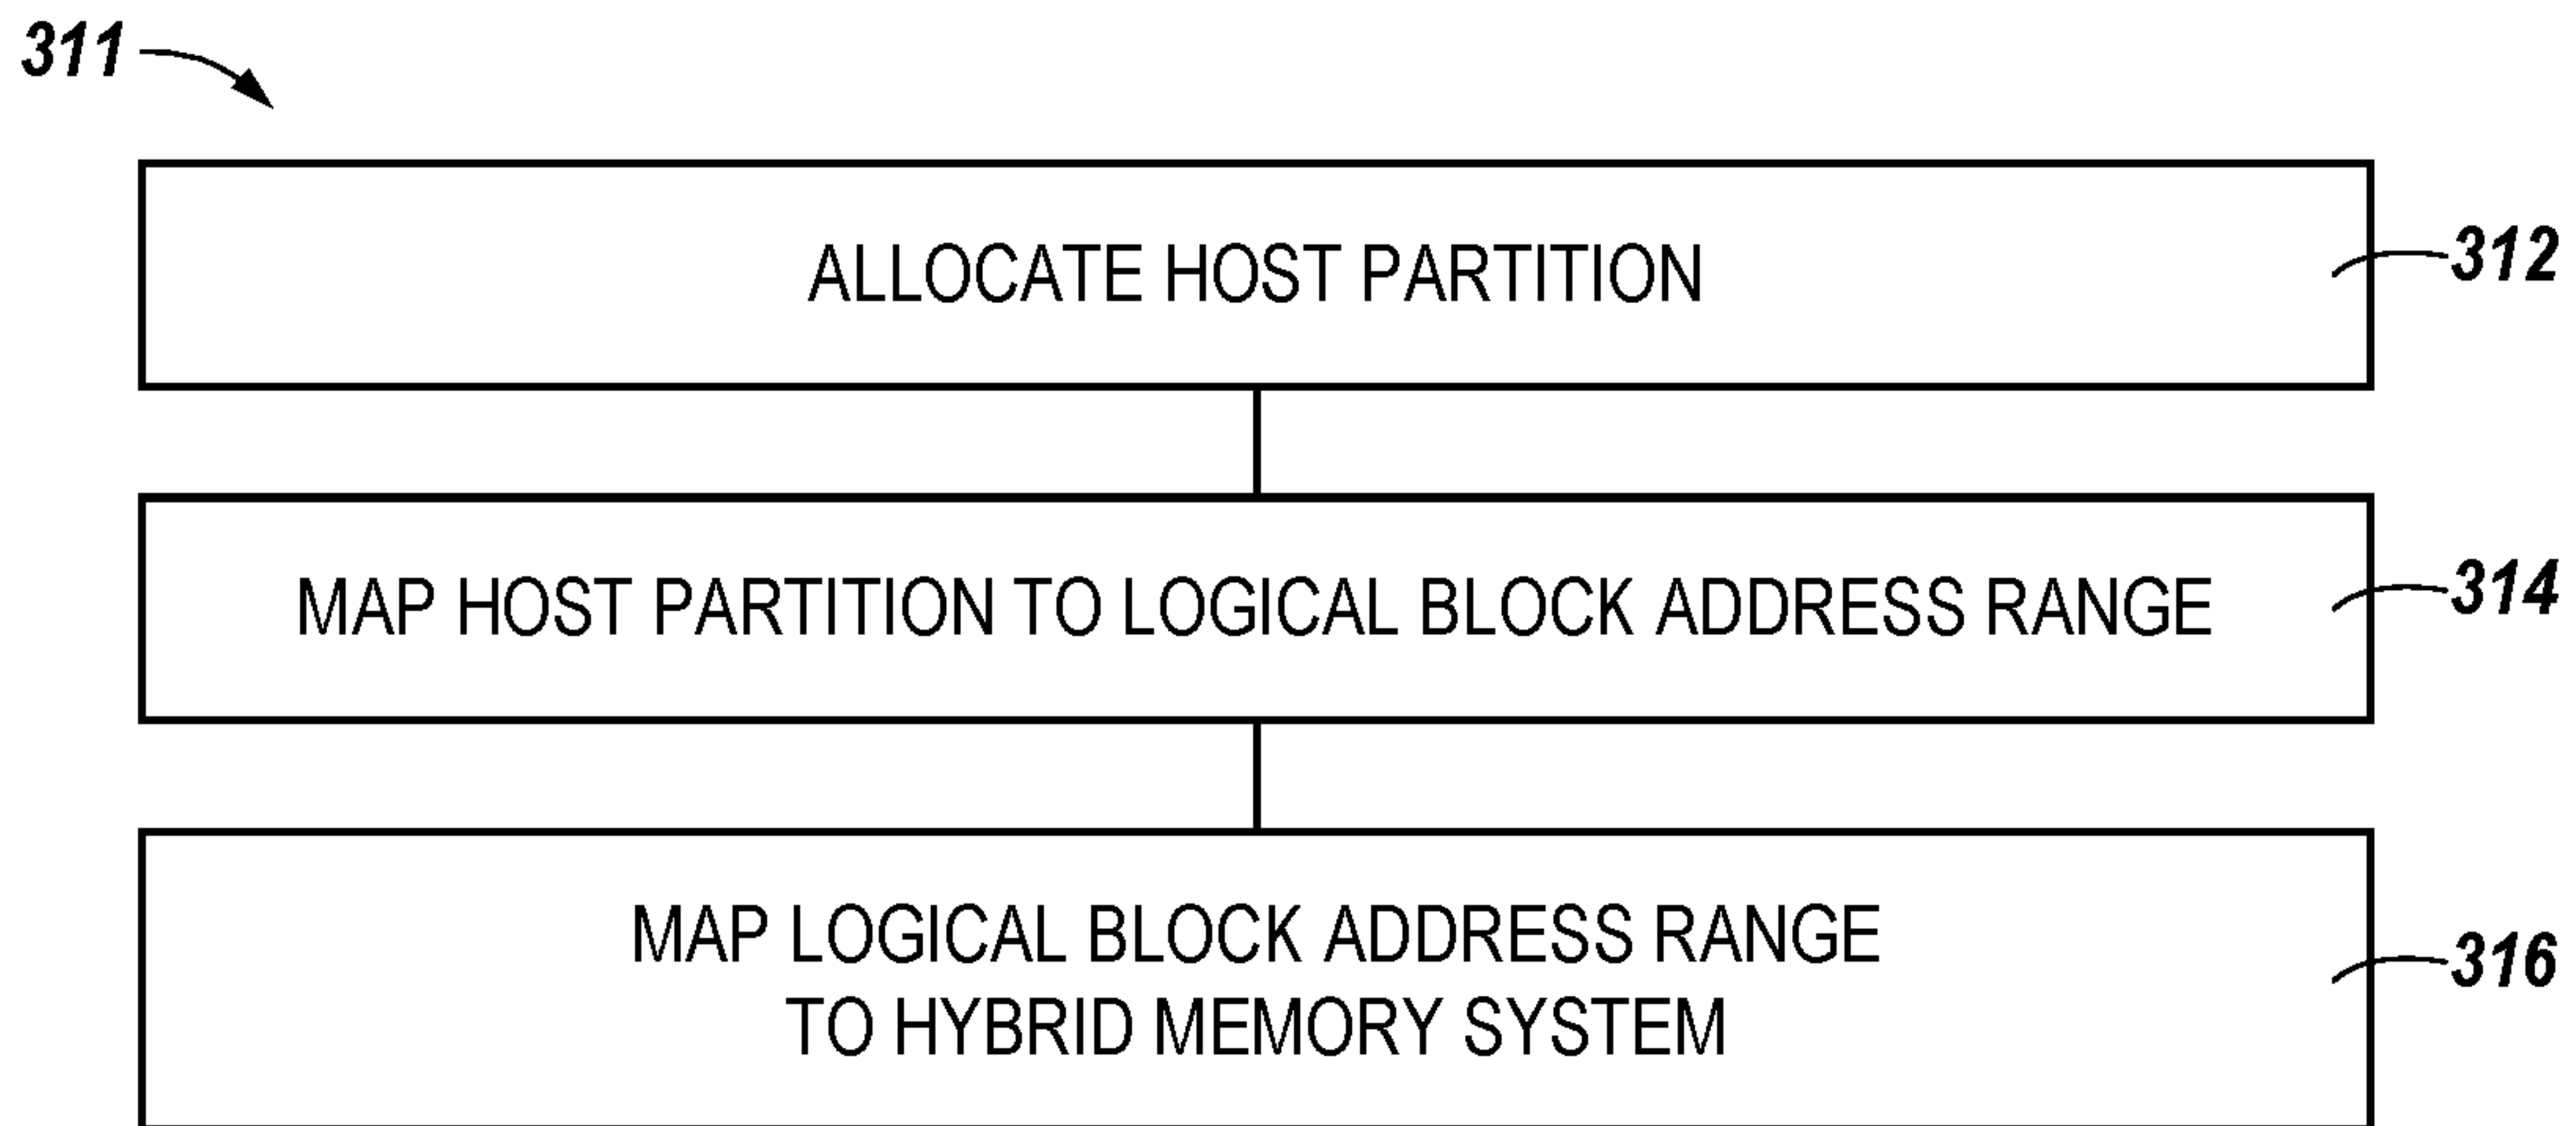 311
ALLOCATE HOST PARTITION
312
MAP HOST PARTITION TO LOGICAL BLOCK ADDRESS RANGE
314
MAP LOGICAL BLOCK ADDRESS RANGE
TO HYBRID MEMORY SYSTEM
316